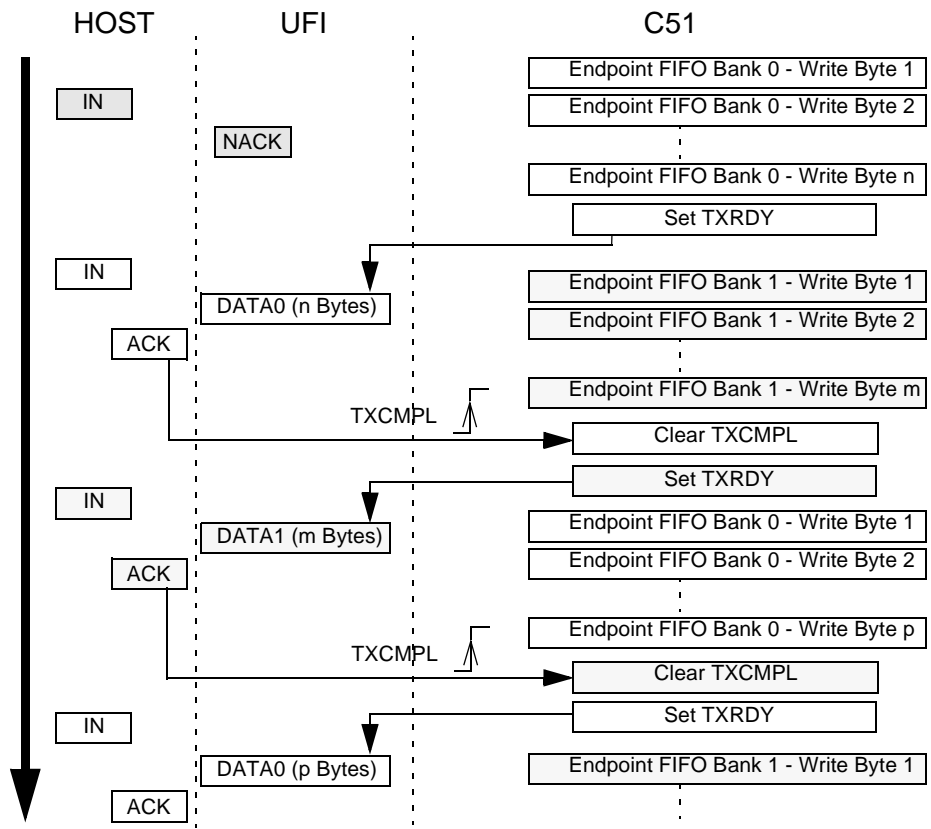 HOST UFI C51
Endpoint FIFO Bank 0 - Write Byte 1
IN
Endpoint FIFO Bank 0 - Write Byte 2
NACK
Endpoint FIFO Bank 0 - Write Byte n
Set TXRDY
IN
Endpoint FIFO Bank 1 - Write Byte 1
DATA0 (n Bytes)
Endpoint FIFO Bank 1 - Write Byte 2
ACK
Endpoint FIFO Bank 1 - Write Byte m
TXCMPL
Clear TXCMPL
Set TXRDY
IN
Endpoint FIFO Bank 0 - Write Byte 1
DATA1 (m Bytes)
Endpoint FIFO Bank 0 - Write Byte 2
ACK
Endpoint FIFO Bank 0 - Write Byte p
TXCMPL
Clear TXCMPL
Set TXRDY
IN
DATA0 (p Bytes)
Endpoint FIFO Bank 1 - Write Byte 1
ACK